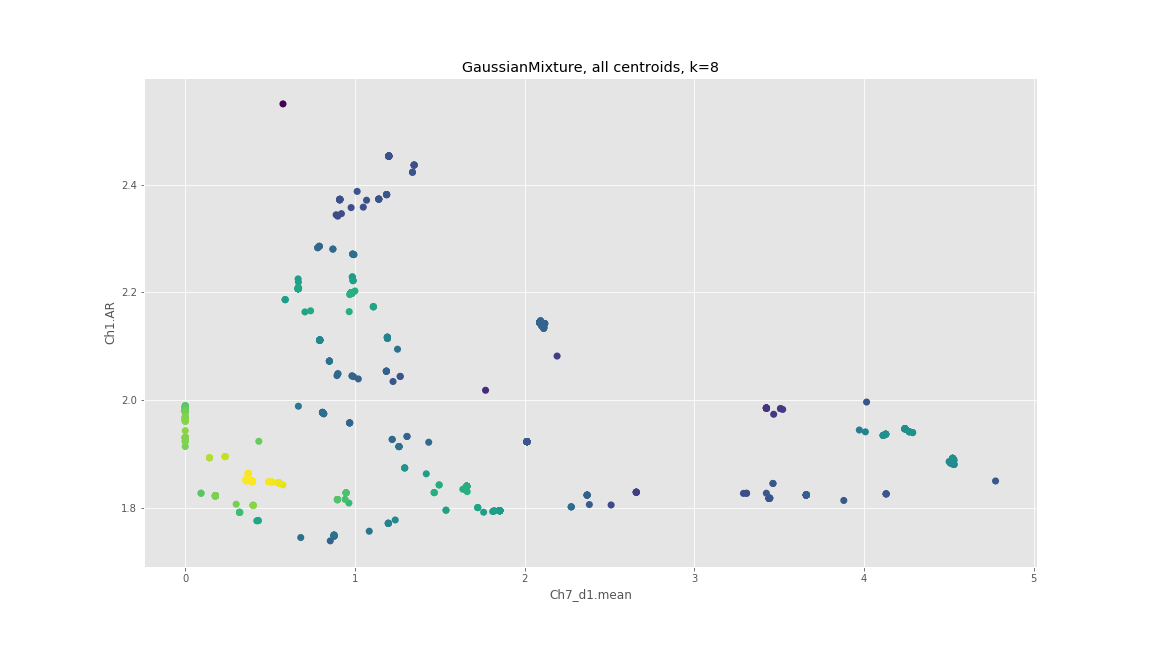 GaussianMixture, all centroids, k=8
Ch1.AR
2.4
2.2
2.0
1.8
0 1 2 3 4 5
Ch7_d1.mean